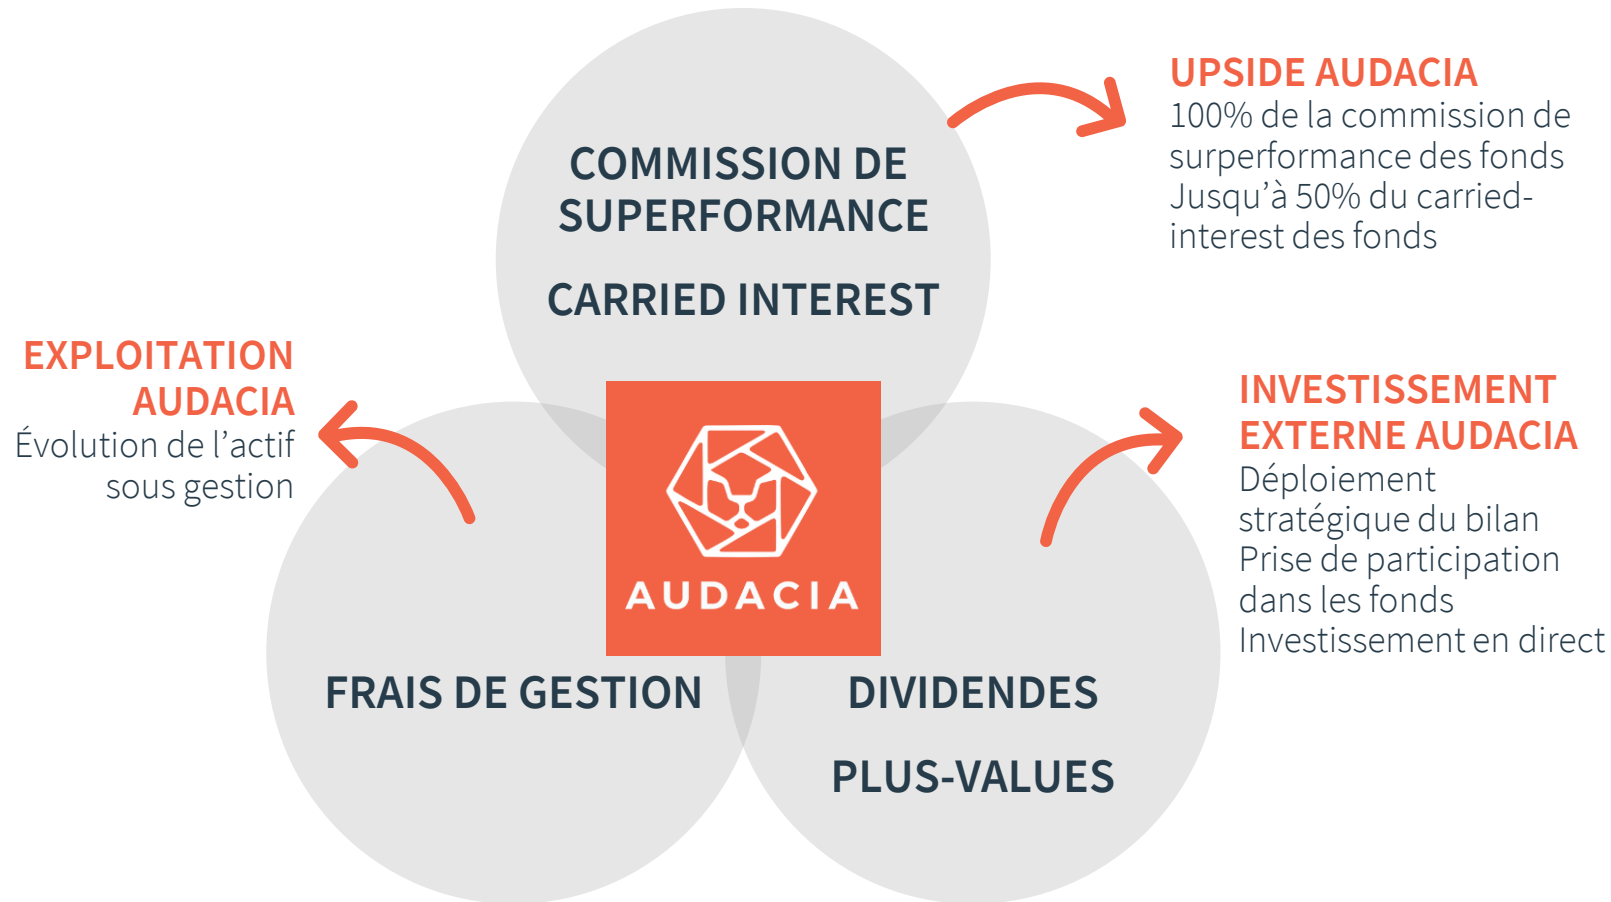 COMMISSION DE
SUPERFORMANCE
CARRIED INTEREST
UPSIDE AUDACIA
100% de la commission de
surperformance des fonds
Jusqu’à 50% du carried-
interest des fonds
EXPLOITATION
AUDACIA
Évolution de l’actif
sous gestion
AUDACIA
INVESTISSEMENT
EXTERNE AUDACIA
Déploiement
stratégique du bilan
Prise de participation
dans les fonds
Investissement en direct
FRAIS DE GESTION
DIVIDENDES
PLUS-VALUES